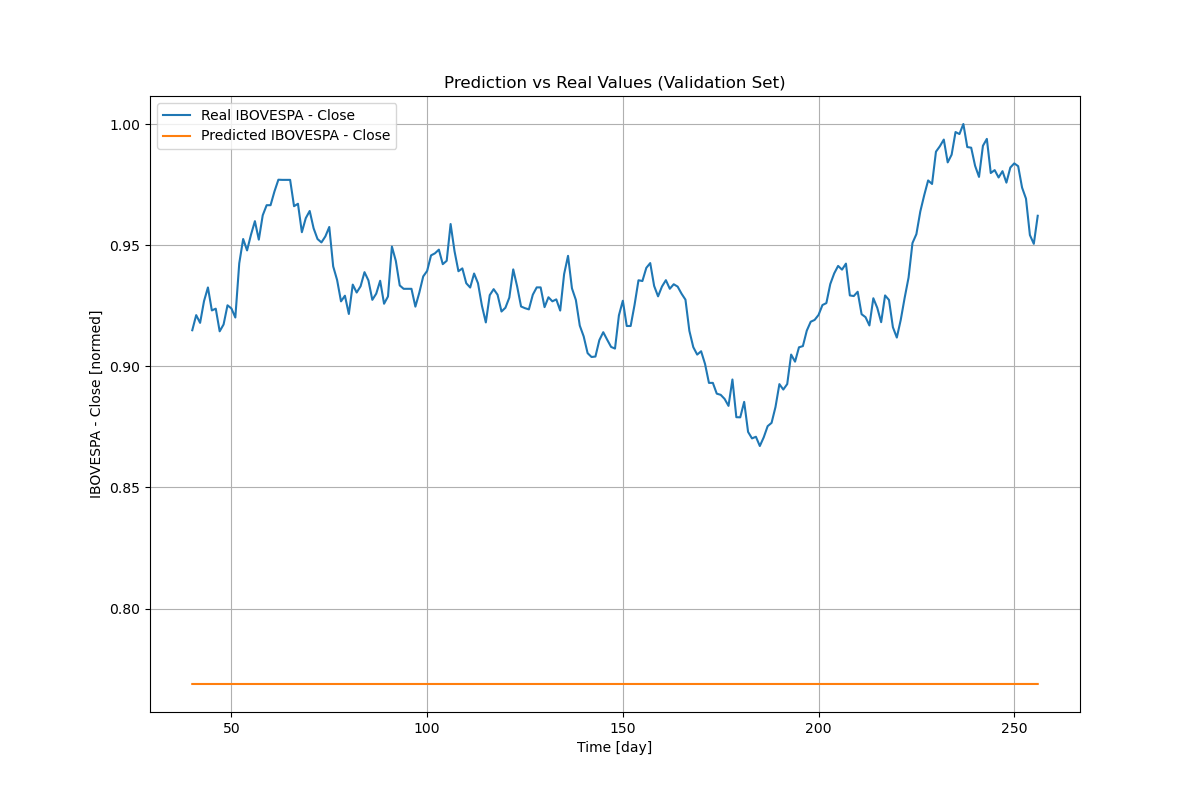 Prediction vs Real Values (Validation Set)
Real IBOVESPA - Close
Predicted IBOVESPA - Close
IBOVESPA - Close [normed]
1.00
0.95
0.90
0.85
0.80
50 100 150 200 250
Time [day]